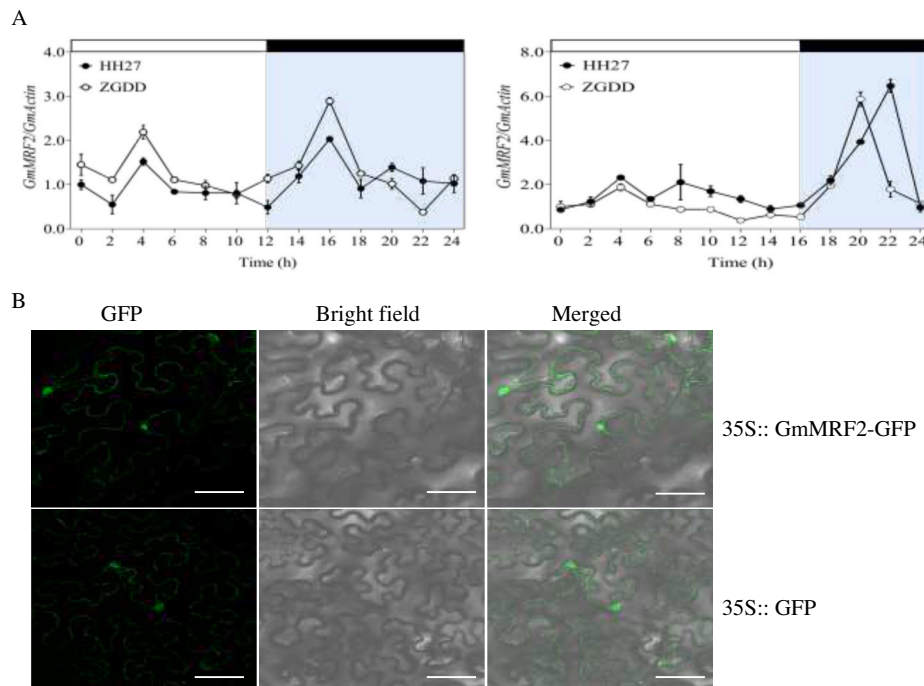 A
4.0
3.0
2.0
1.0
0.0
GmMRF2/GmActin
HH27
ZGDD
0 2 4 6 8 10 12 14 16 18 20 22 24
Time (h)
8.0
6.0
4.0
2.0
0.0
GmMRF2/GmActin
HH27
ZGDD
0 2 4 6 8 10 12 14 16 18 20 22 24
Time (h)
B
GFP Bright field Merged
35S:: GmMRF2-GFP
35S:: GFP